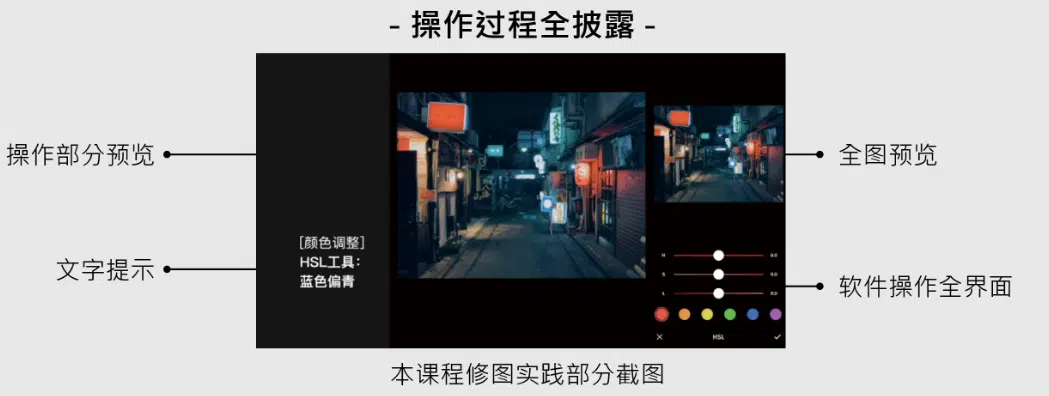 - 操作过程全披露 -
操作部分预览
全图预览
文字提示
[颜色调整]
HSL工具：
蓝色偏青
H
0.0
S
0.0
L
0.0
软件操作全界面
HSL
本课程修图实践部分截图